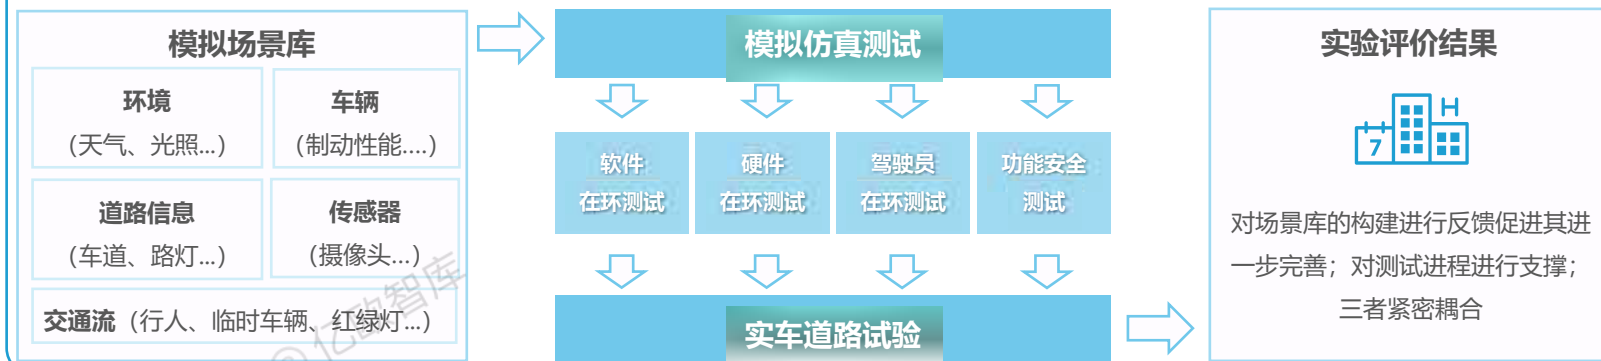 模拟场景库
环境
（天气、光照...）
车辆
（制动性能....）
道路信息
（车道、路灯...）
传感器
（摄像头...）
交通流（行人、临时车辆、红绿灯...）
@亿欧智库
模拟仿真测试
软件
在环测试
硬件
在环测试
驾驶员
在环测试
功能安全
测试
实车道路试验
实验评价结果
7
H
对场景库的构建进行反馈促进其进
一步完善；对测试进程进行支撑；
三者紧密耦合